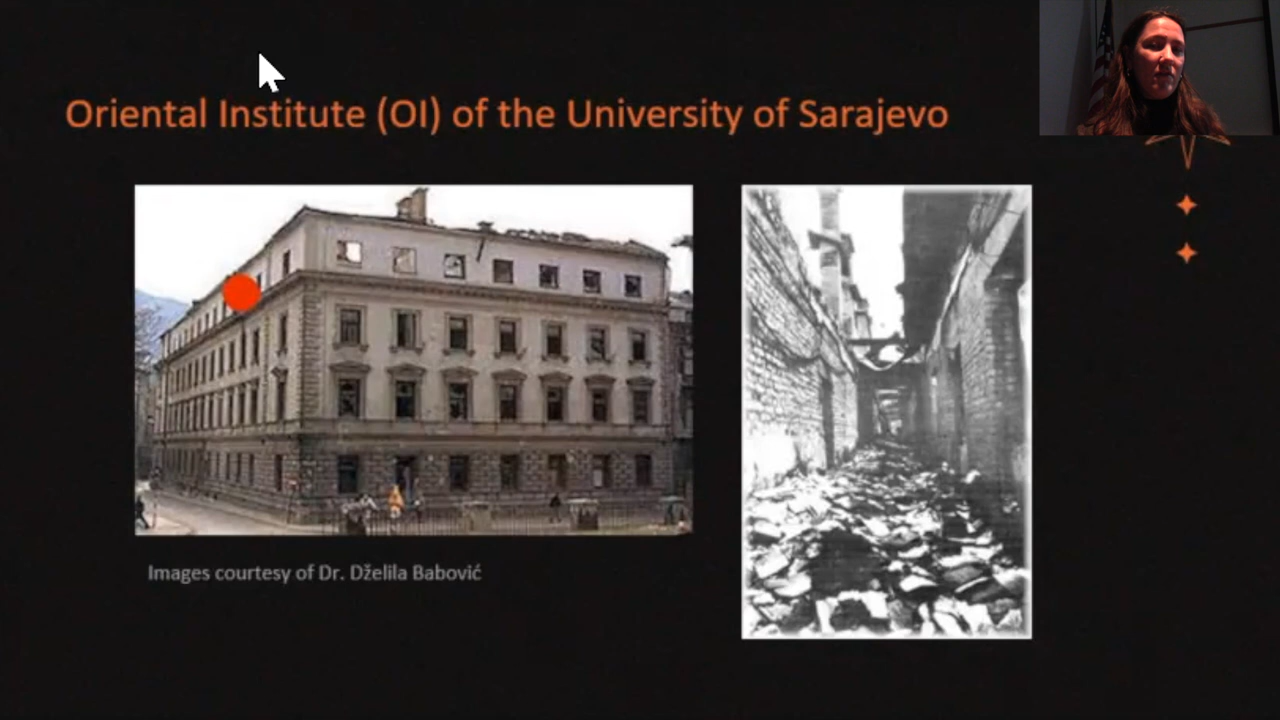 Oriental Institute (OI) of the University of Sarajevo
Images courtesy of Dr. Dželila Babović